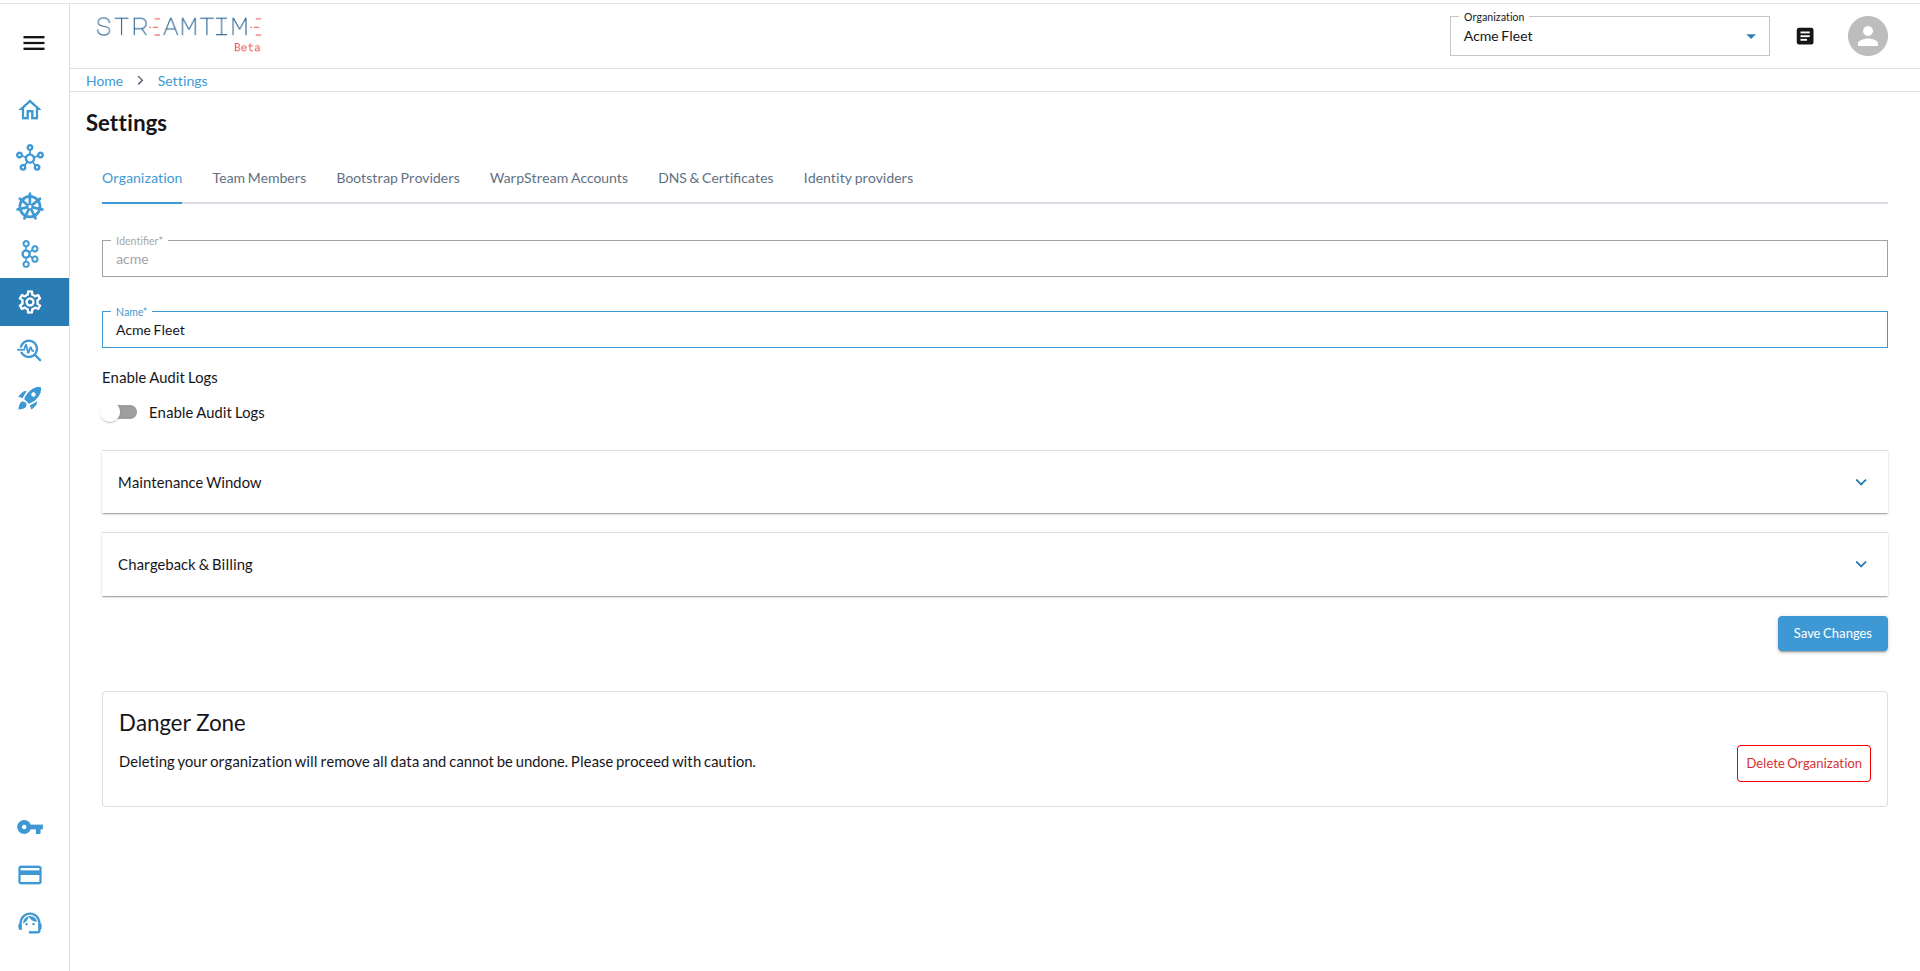 STREAMTIME
Beta
Organization
Acme Fleet
Home > Settings
Settings
Organization Team Members Bootstrap Providers WarpStream Accounts DNS & Certificates Identity providers
Identifier*
acme
Name*
Acme Fleet
Enable Audit Logs
Enable Audit Logs
Maintenance Window
Chargeback & Billing
Save Changes
Danger Zone
Deleting your organization will remove all data and cannot be undone. Please proceed with caution.
Delete Organization